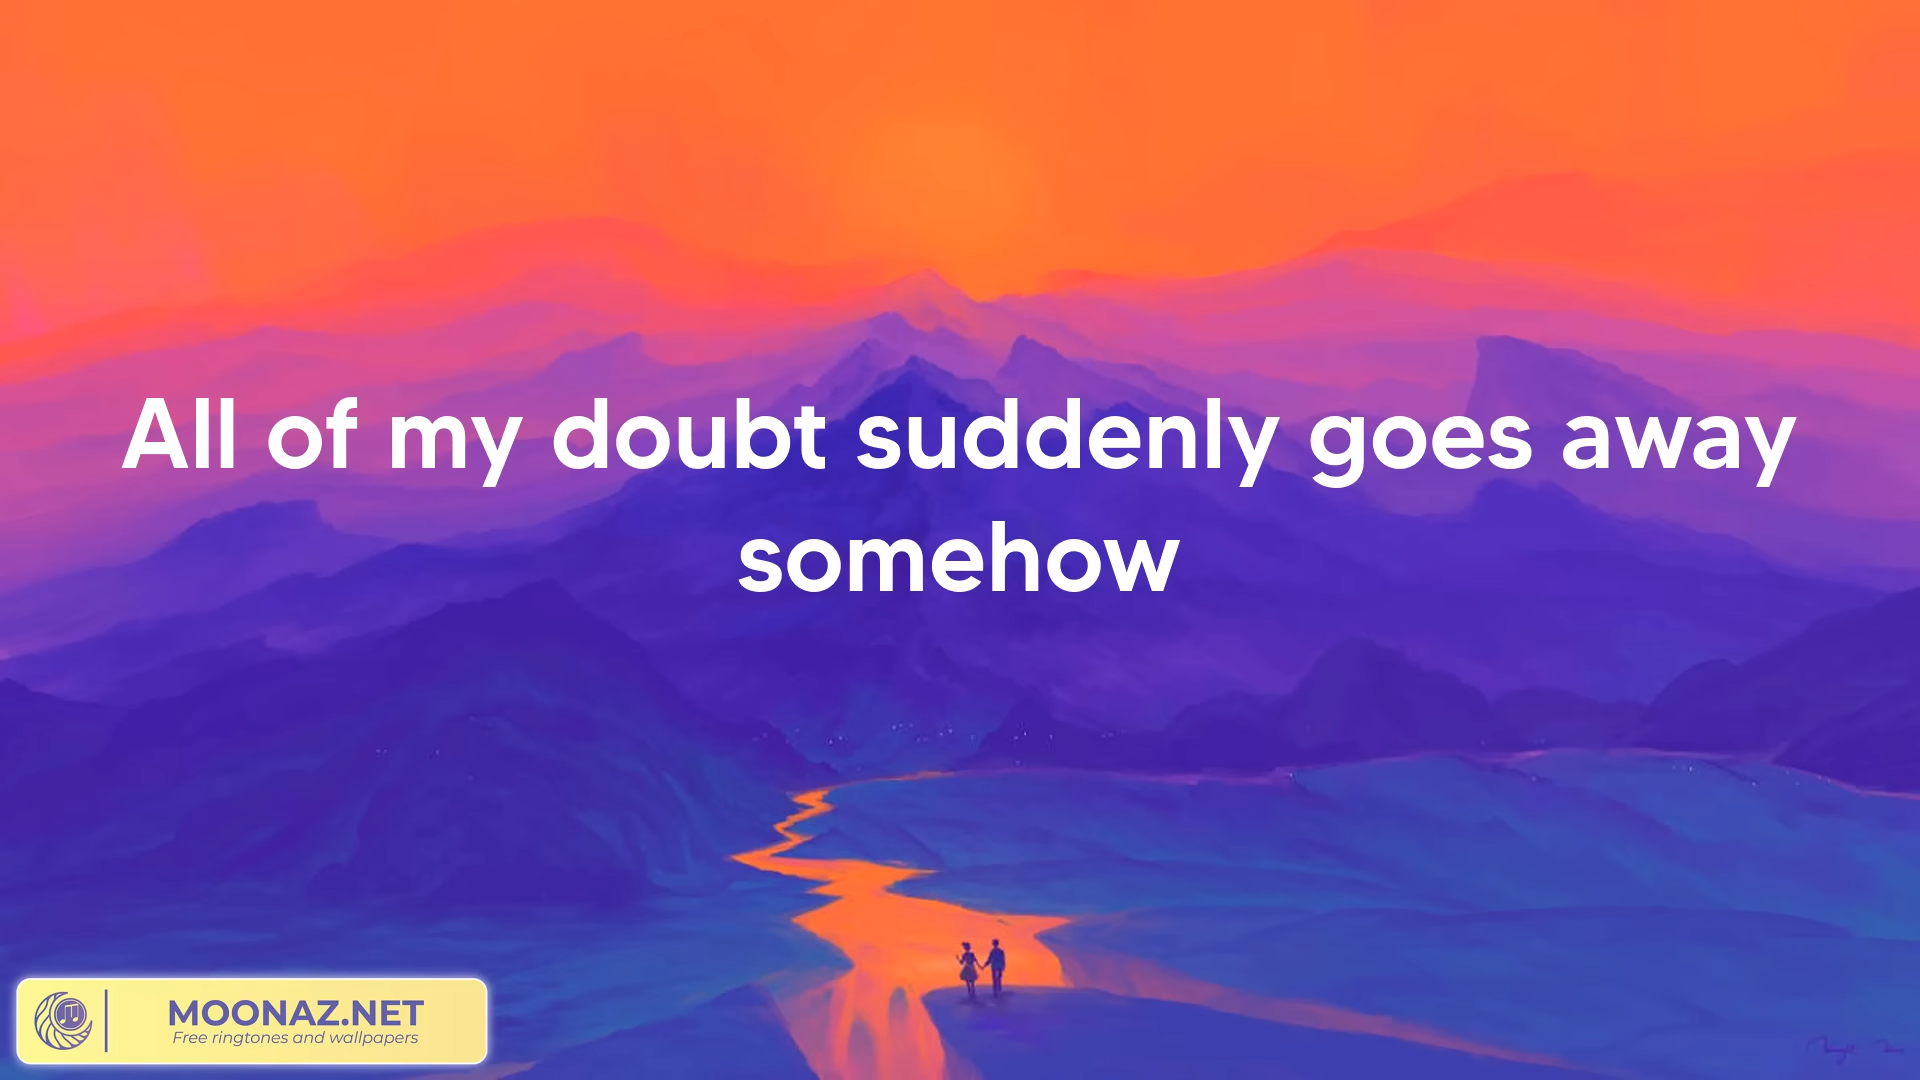 All of my doubt suddenly goes away
somehow
MOONAZ.NET
Free ringtones and wallpapers